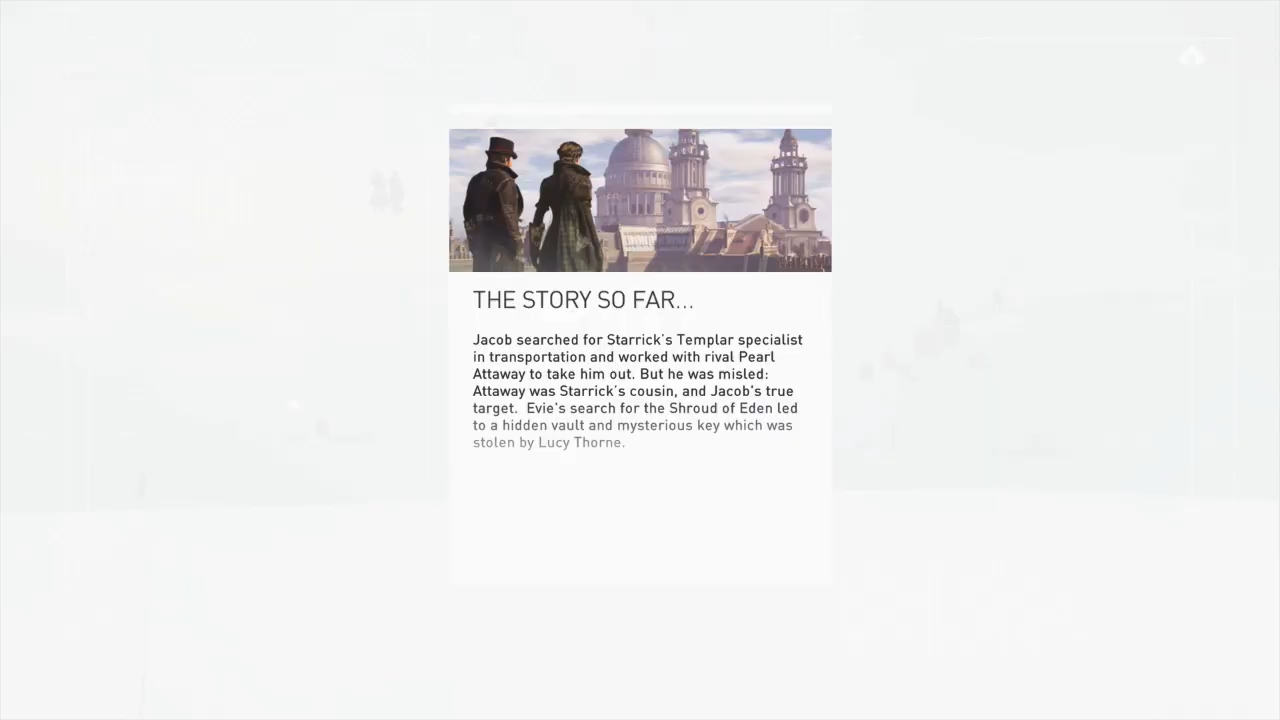 THE STORY SO FAR...
Jacob searched for Starrick's Templar specialist
in transportation and worked with rival Pearl
Attaway to take him out. But he was misled:
Attaway was Starrick's cousin, and Jacob's true
target.  Evie's search for the Shroud of Eden led
to a hidden vault and mysterious key which was
stolen by Lucy Thorne.